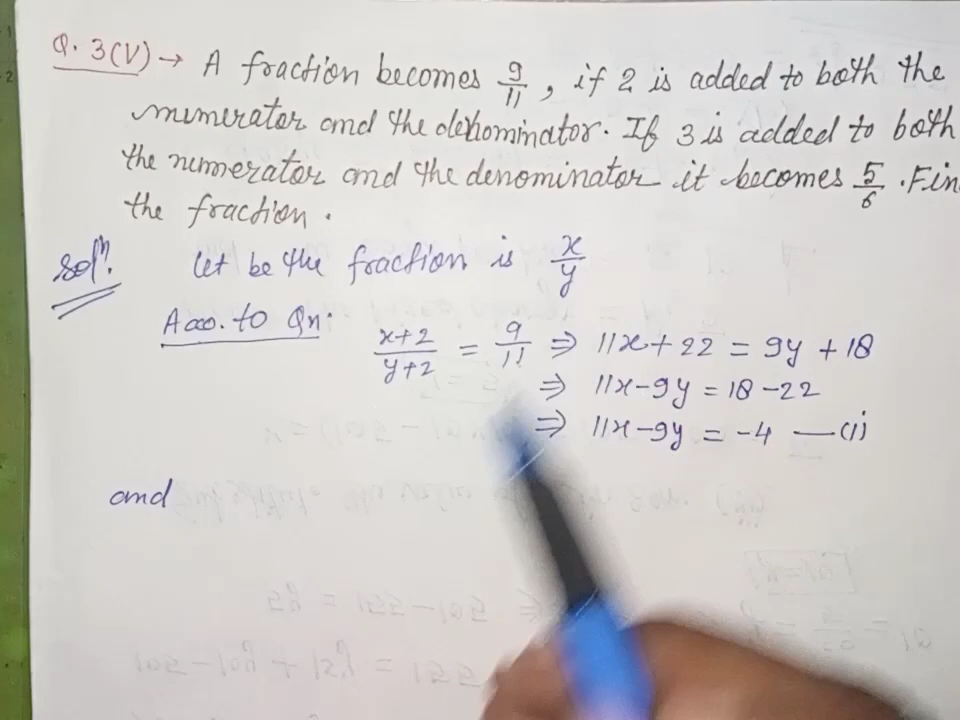 Q. 3(V) → A fraction becomes 9/11, if 2 is added to both the
numerator and the denominator. If 3 is added to both
the numerator and the denominator it becomes 5/6. Fin
the fraction.
Solⁿ. Let be the fraction is x/y
Acc. to Qn.
(x+2)/(y+2) = 9/11 ⇒ 11x + 22 = 9y + 18
⇒ 11x - 9y = 18 - 22
⇒ 11x - 9y = -4 —(i)
and